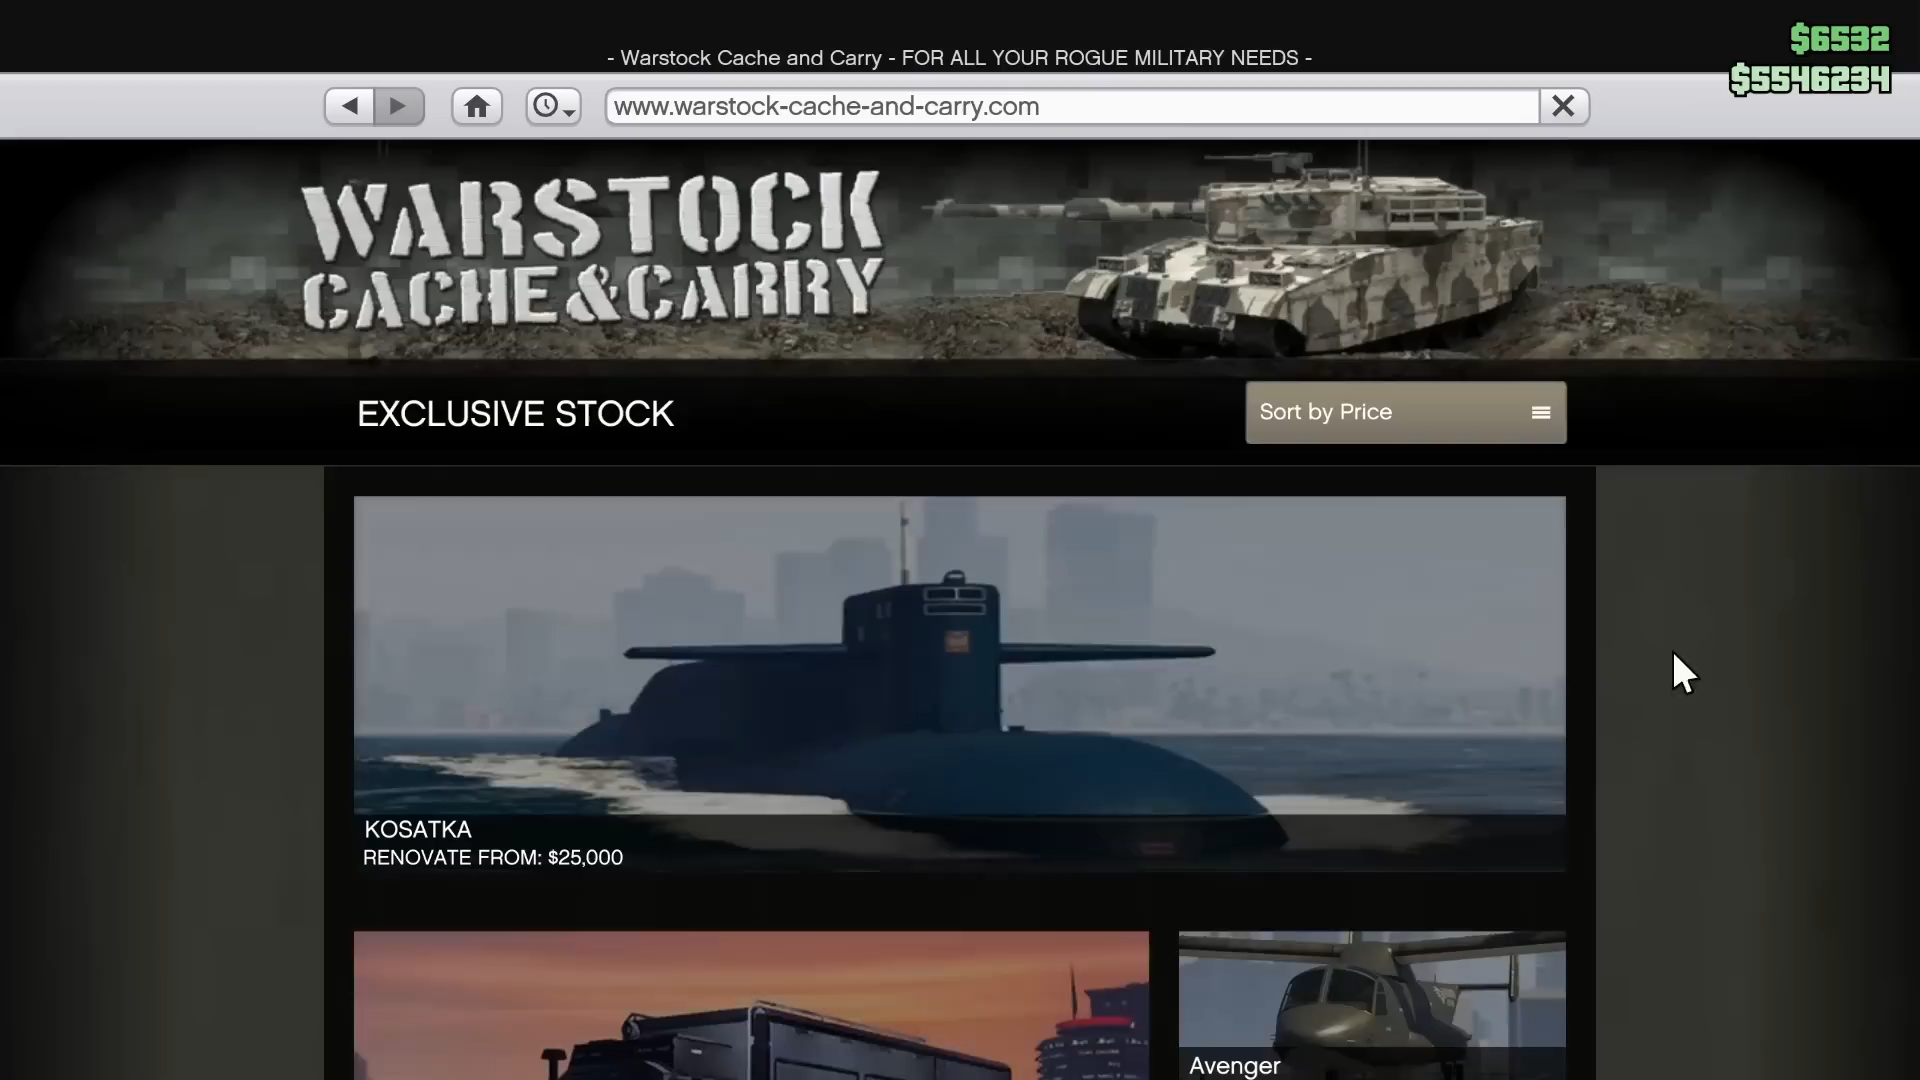 $6532
- Warstock Cache and Carry - FOR ALL YOUR ROGUE MILITARY NEEDS -
$5546234
www.warstock-cache-and-carry.com
WARSTOCK
CACHE&CARRY
EXCLUSIVE STOCK
Sort by Price
KOSATKA
RENOVATE FROM: $25,000
Avenger